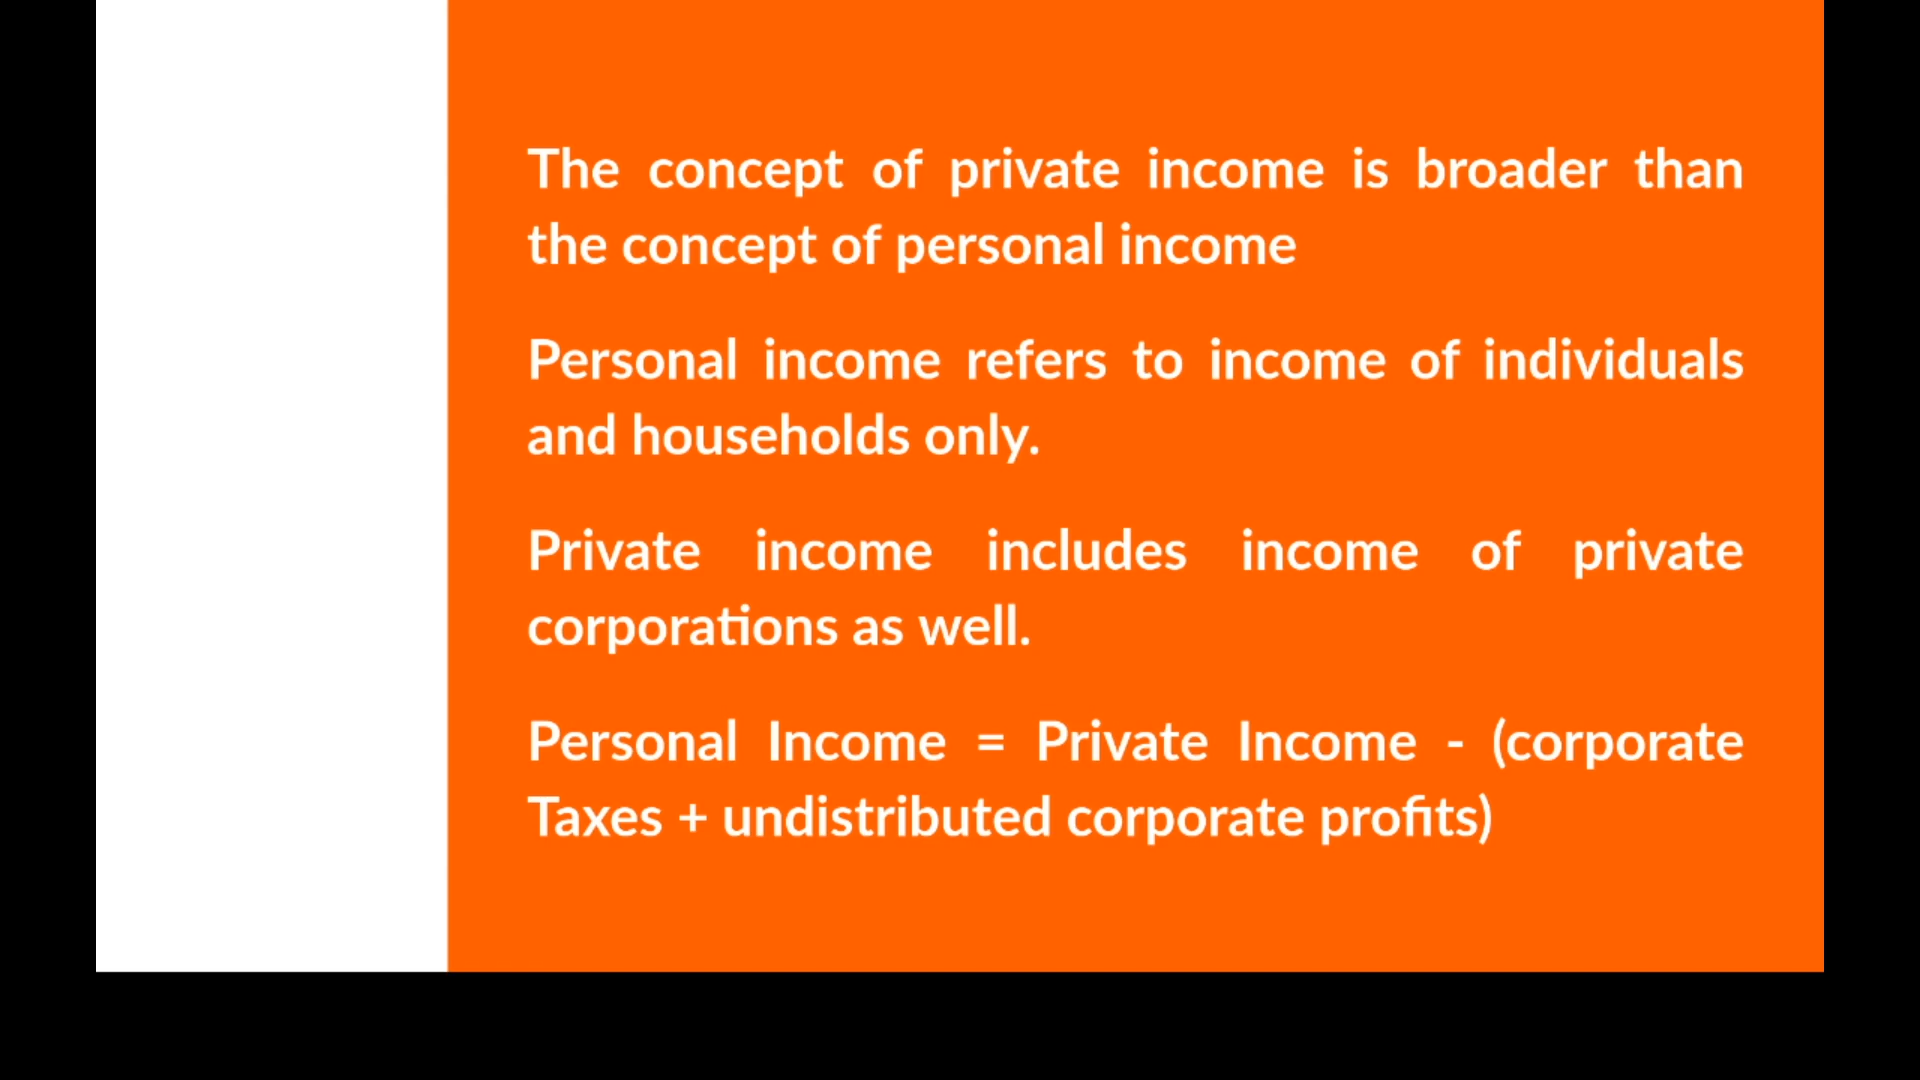 The concept of private income is broader than
the concept of personal income
Personal income refers to income of individuals
and households only.
Private income includes income of private
corporations as well.
Personal Income = Private Income - (corporate
Taxes + undistributed corporate profits)